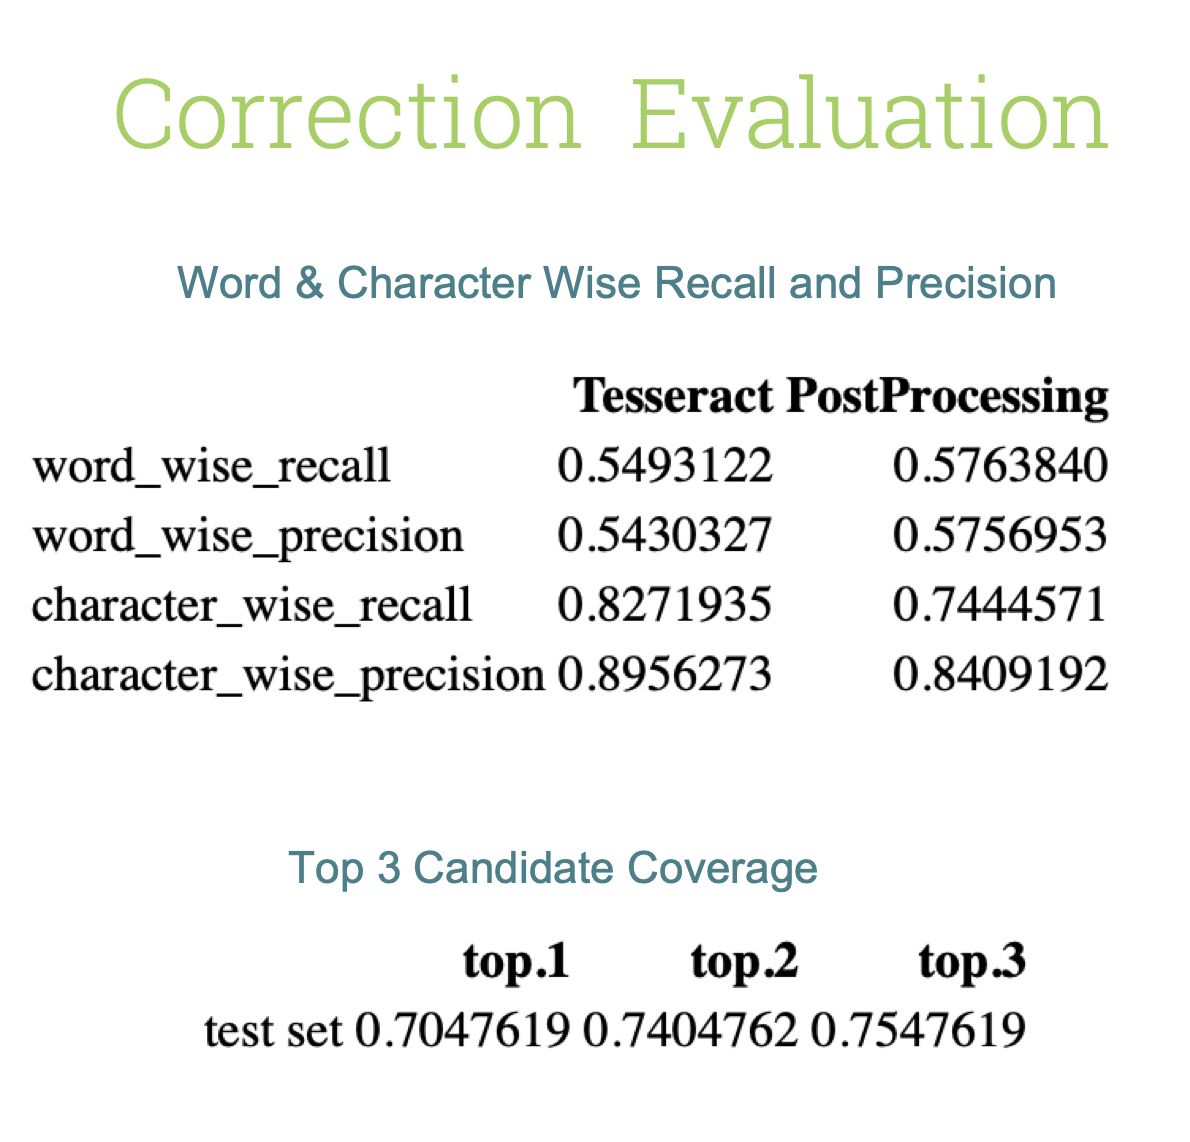 Correction Evaluation
Word & Character Wise Recall and Precision
Tesseract PostProcessing
word_wise_recall 0.5493122 0.5763840
word_wise_precision 0.5430327 0.5756953
character_wise_recall 0.8271935 0.7444571
character_wise_precision 0.8956273 0.8409192
Top 3 Candidate Coverage
top.1 top.2 top.3
test set 0.7047619 0.7404762 0.7547619